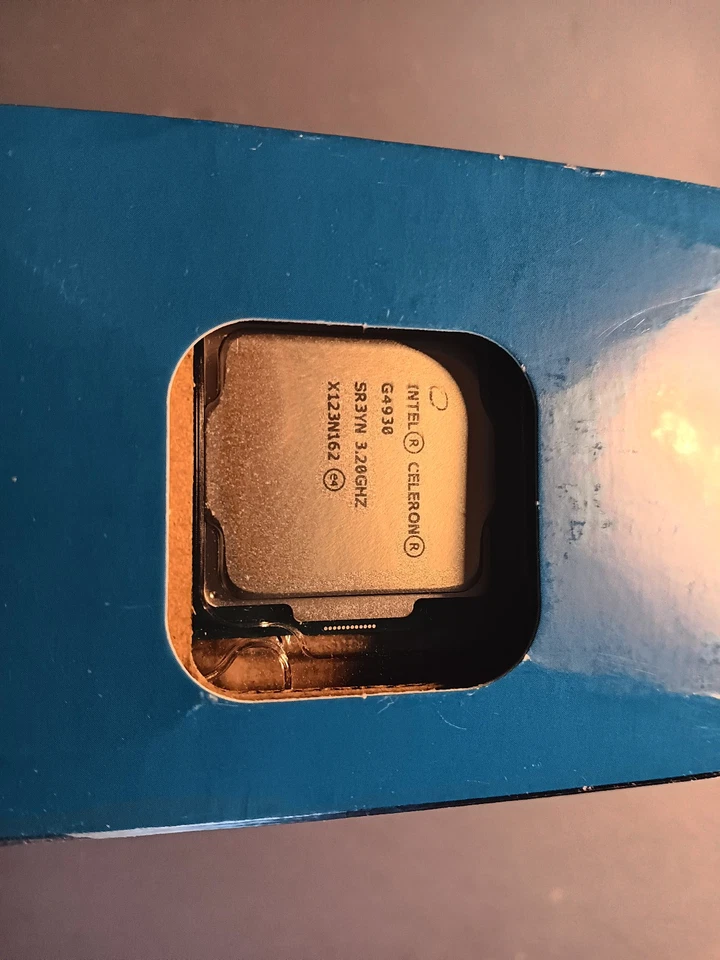 INTEL® CELERON®
G4930
SR3YN 3.20GHZ
X123N162 e4